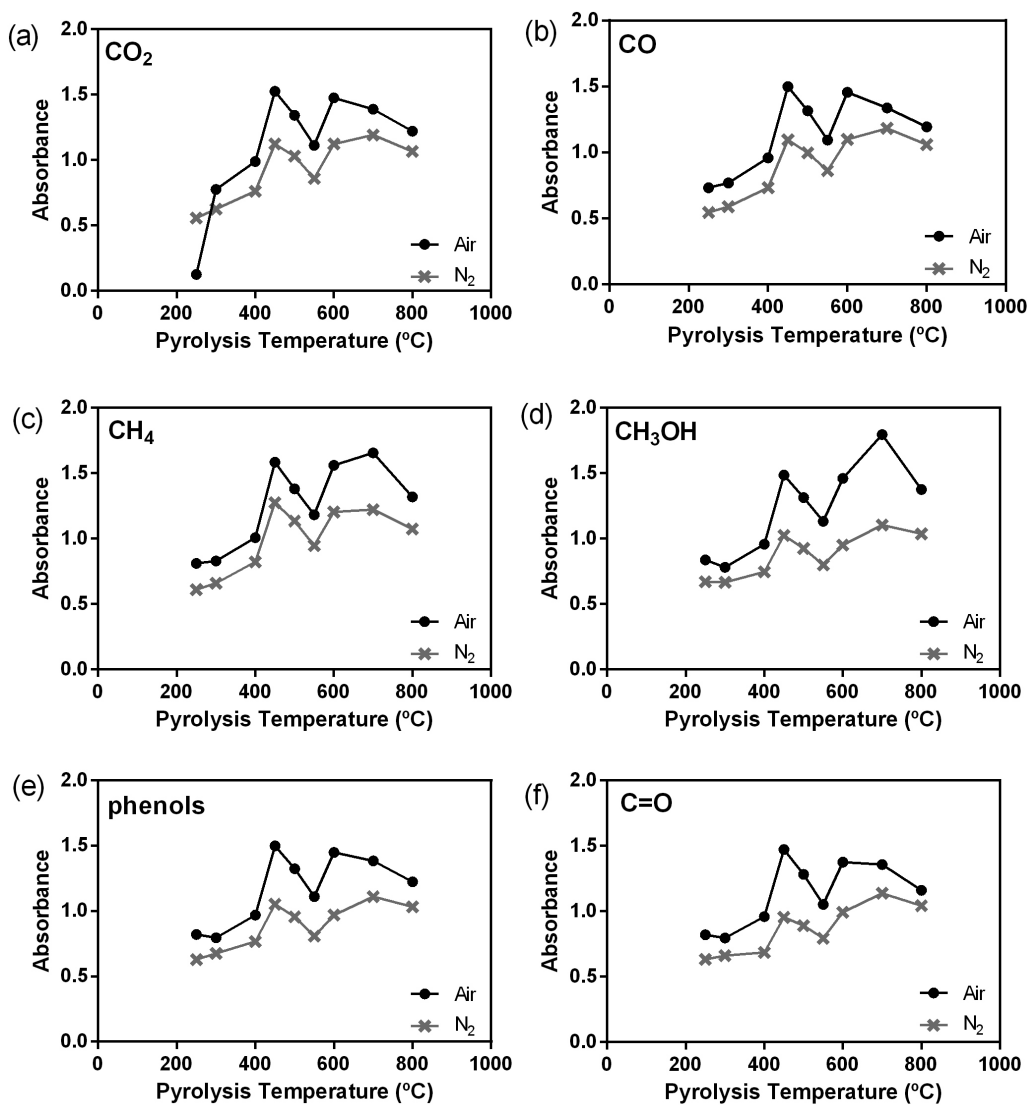 (a)
CO₂
2.0
1.5
1.0
0.5
0.0
Absorbance
Air
N₂
0 200 400 600 800 1000
Pyrolysis Temperature (ºC)
(b)
CO
2.0
1.5
1.0
0.5
0.0
Absorbance
Air
N₂
0 200 400 600 800 1000
Pyrolysis Temperature (ºC)
(c)
CH₄
2.0
1.5
1.0
0.5
0.0
Absorbance
Air
N₂
0 200 400 600 800 1000
Pyrolysis Temperature (ºC)
(d)
CH₃OH
2.0
1.5
1.0
0.5
0.0
Absorbance
Air
N₂
0 200 400 600 800 1000
Pyrolysis Temperature (ºC)
(e)
phenols
2.0
1.5
1.0
0.5
0.0
Absorbance
Air
N₂
0 200 400 600 800 1000
Pyrolysis Temperature (ºC)
(f)
C=O
2.0
1.5
1.0
0.5
0.0
Absorbance
Air
N₂
0 200 400 600 800 1000
Pyrolysis Temperature (ºC)